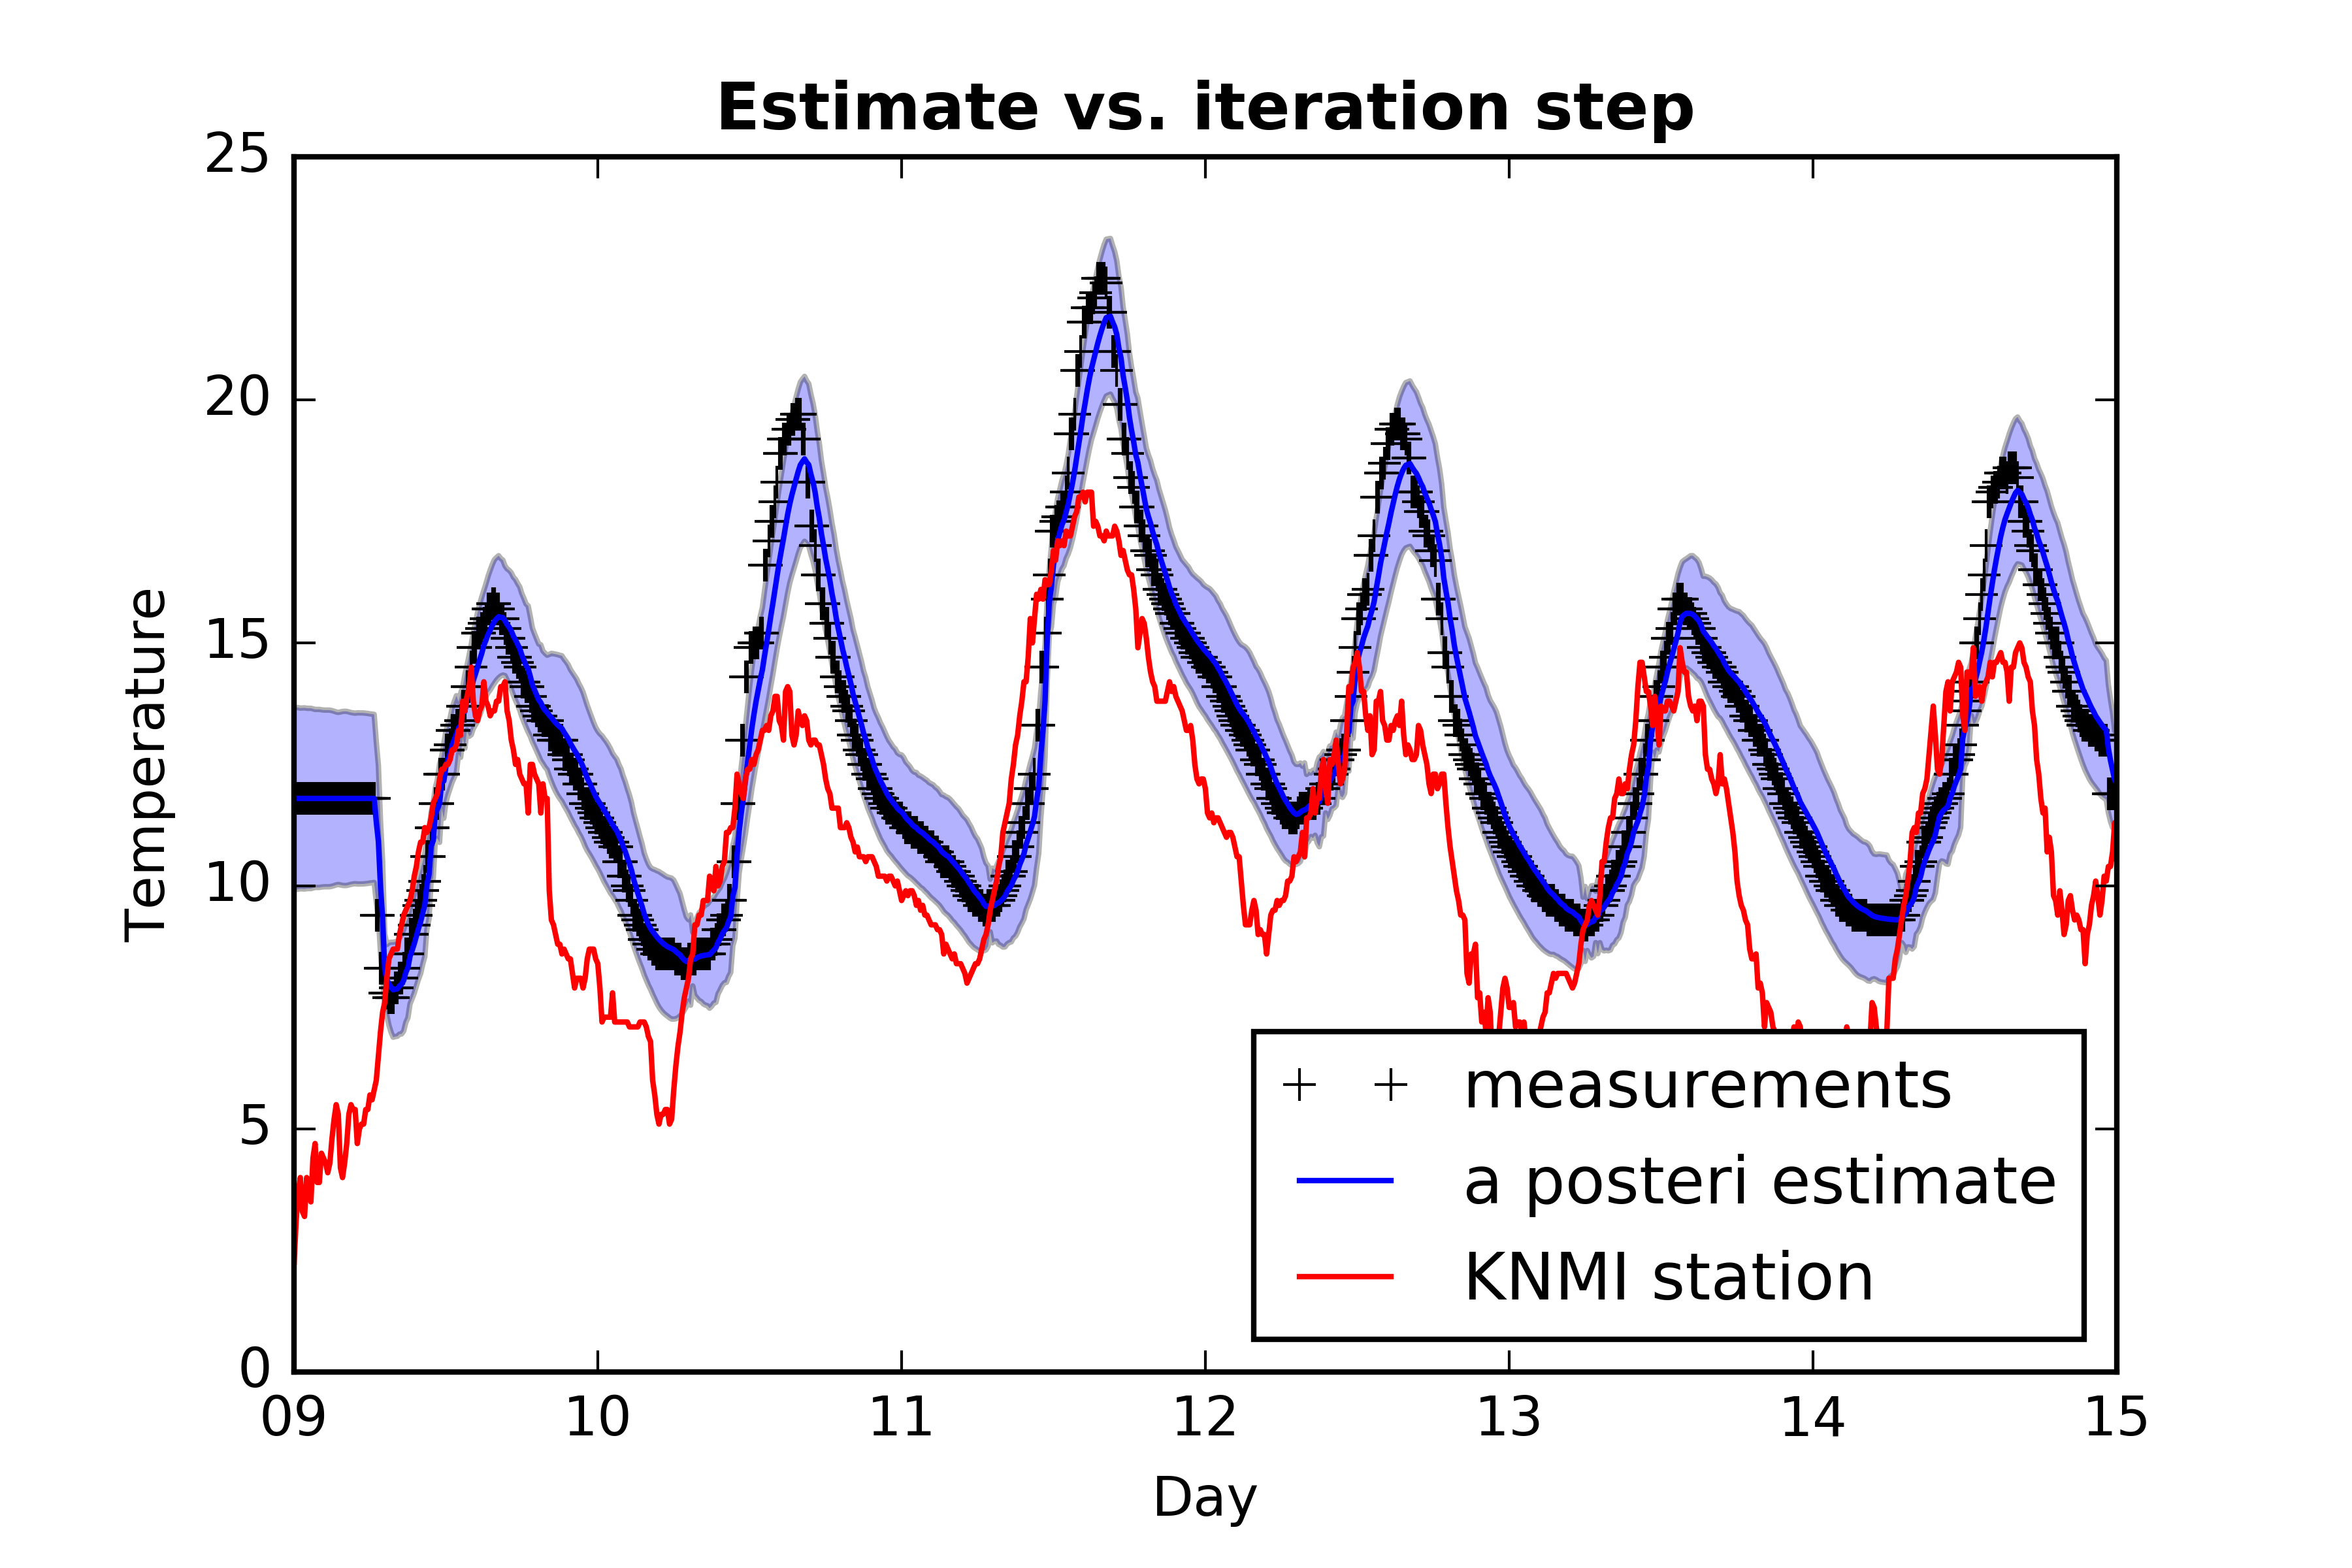 Estimate vs. iteration step
25
20
15
10
5
0
Temperature
09
10
11
12
13
14
15
Day
measurements
a posteri estimate
KNMI station